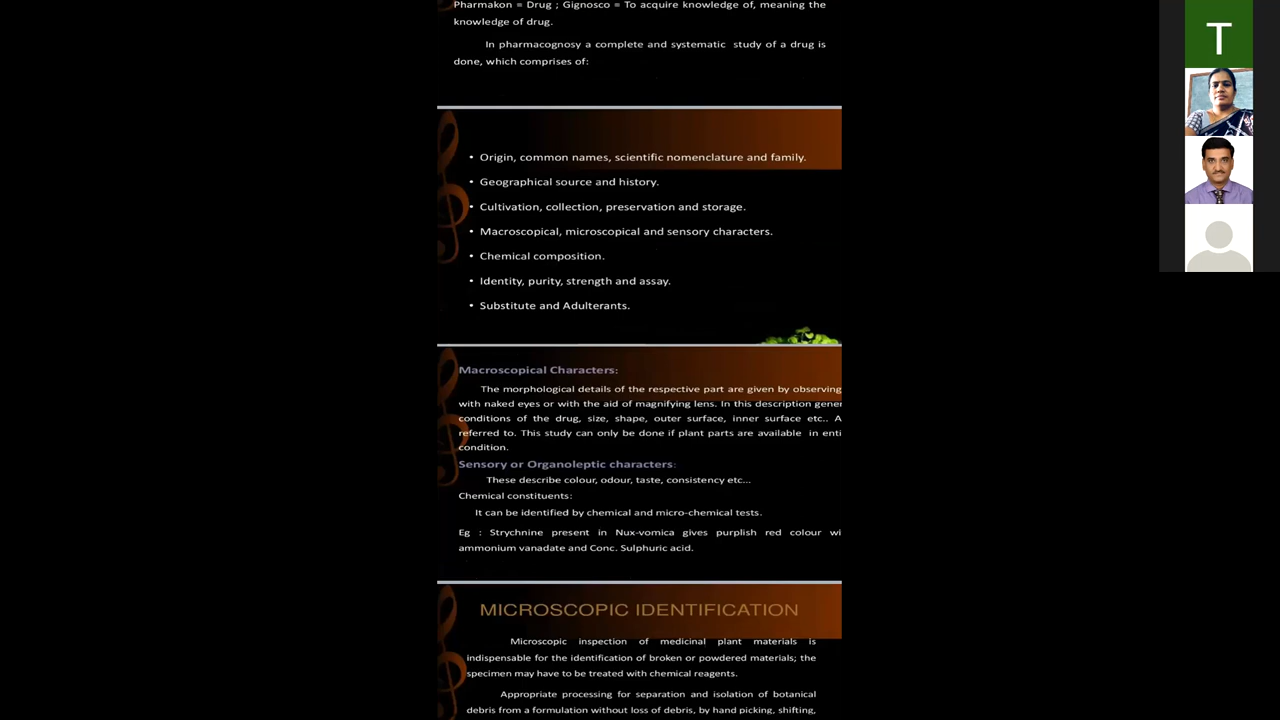 Pharmakon = Drug ; Gignosco = To acquire knowledge of, meaning the
knowledge of drug.
In pharmacognosy a complete and systematic study of a drug is
done, which comprises of:
• Origin, common names, scientific nomenclature and family.
• Geographical source and history.
• Cultivation, collection, preservation and storage.
• Macroscopical, microscopical and sensory characters.
• Chemical composition.
• Identity, purity, strength and assay.
• Substitute and Adulterants.
Macroscopical Characters:
The morphological details of the respective part are given by observing
with naked eyes or with the aid of magnifying lens. In this description gener
conditions of the drug, size, shape, outer surface, inner surface etc.. A
referred to. This study can only be done if plant parts are available in enti
condition.
Sensory or Organoleptic characters:
These describe colour, odour, taste, consistency etc...
Chemical constituents:
It can be identified by chemical and micro-chemical tests.
Eg : Strychnine present in Nux-vomica gives purplish red colour wi
ammonium vanadate and Conc. Sulphuric acid.
MICROSCOPIC IDENTIFICATION
Microscopic inspection of medicinal plant materials is
indispensable for the identification of broken or powdered materials; the
specimen may have to be treated with chemical reagents.
Appropriate processing for separation and isolation of botanical
debris from a formulation without loss of debris, by hand picking, shifting,
T